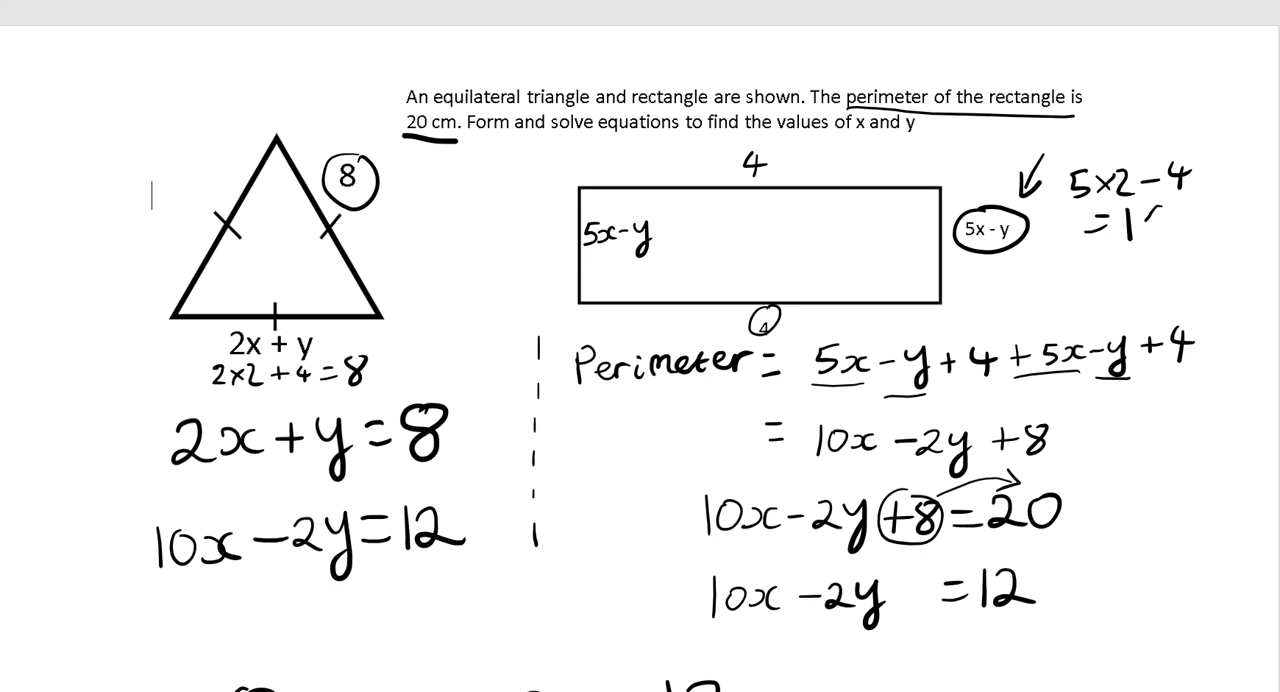 An equilateral triangle and rectangle are shown. The perimeter of the rectangle is
20 cm. Form and solve equations to find the values of x and y
8
4
5x-y
5x - y
5×2-4
=1
4
2x + y
2×2+4=8
2x+y=8
10x-2y=12
Perimeter = 5x-y+4+5x-y+4
= 10x-2y+8
10x-2y+8=20
10x-2y =12